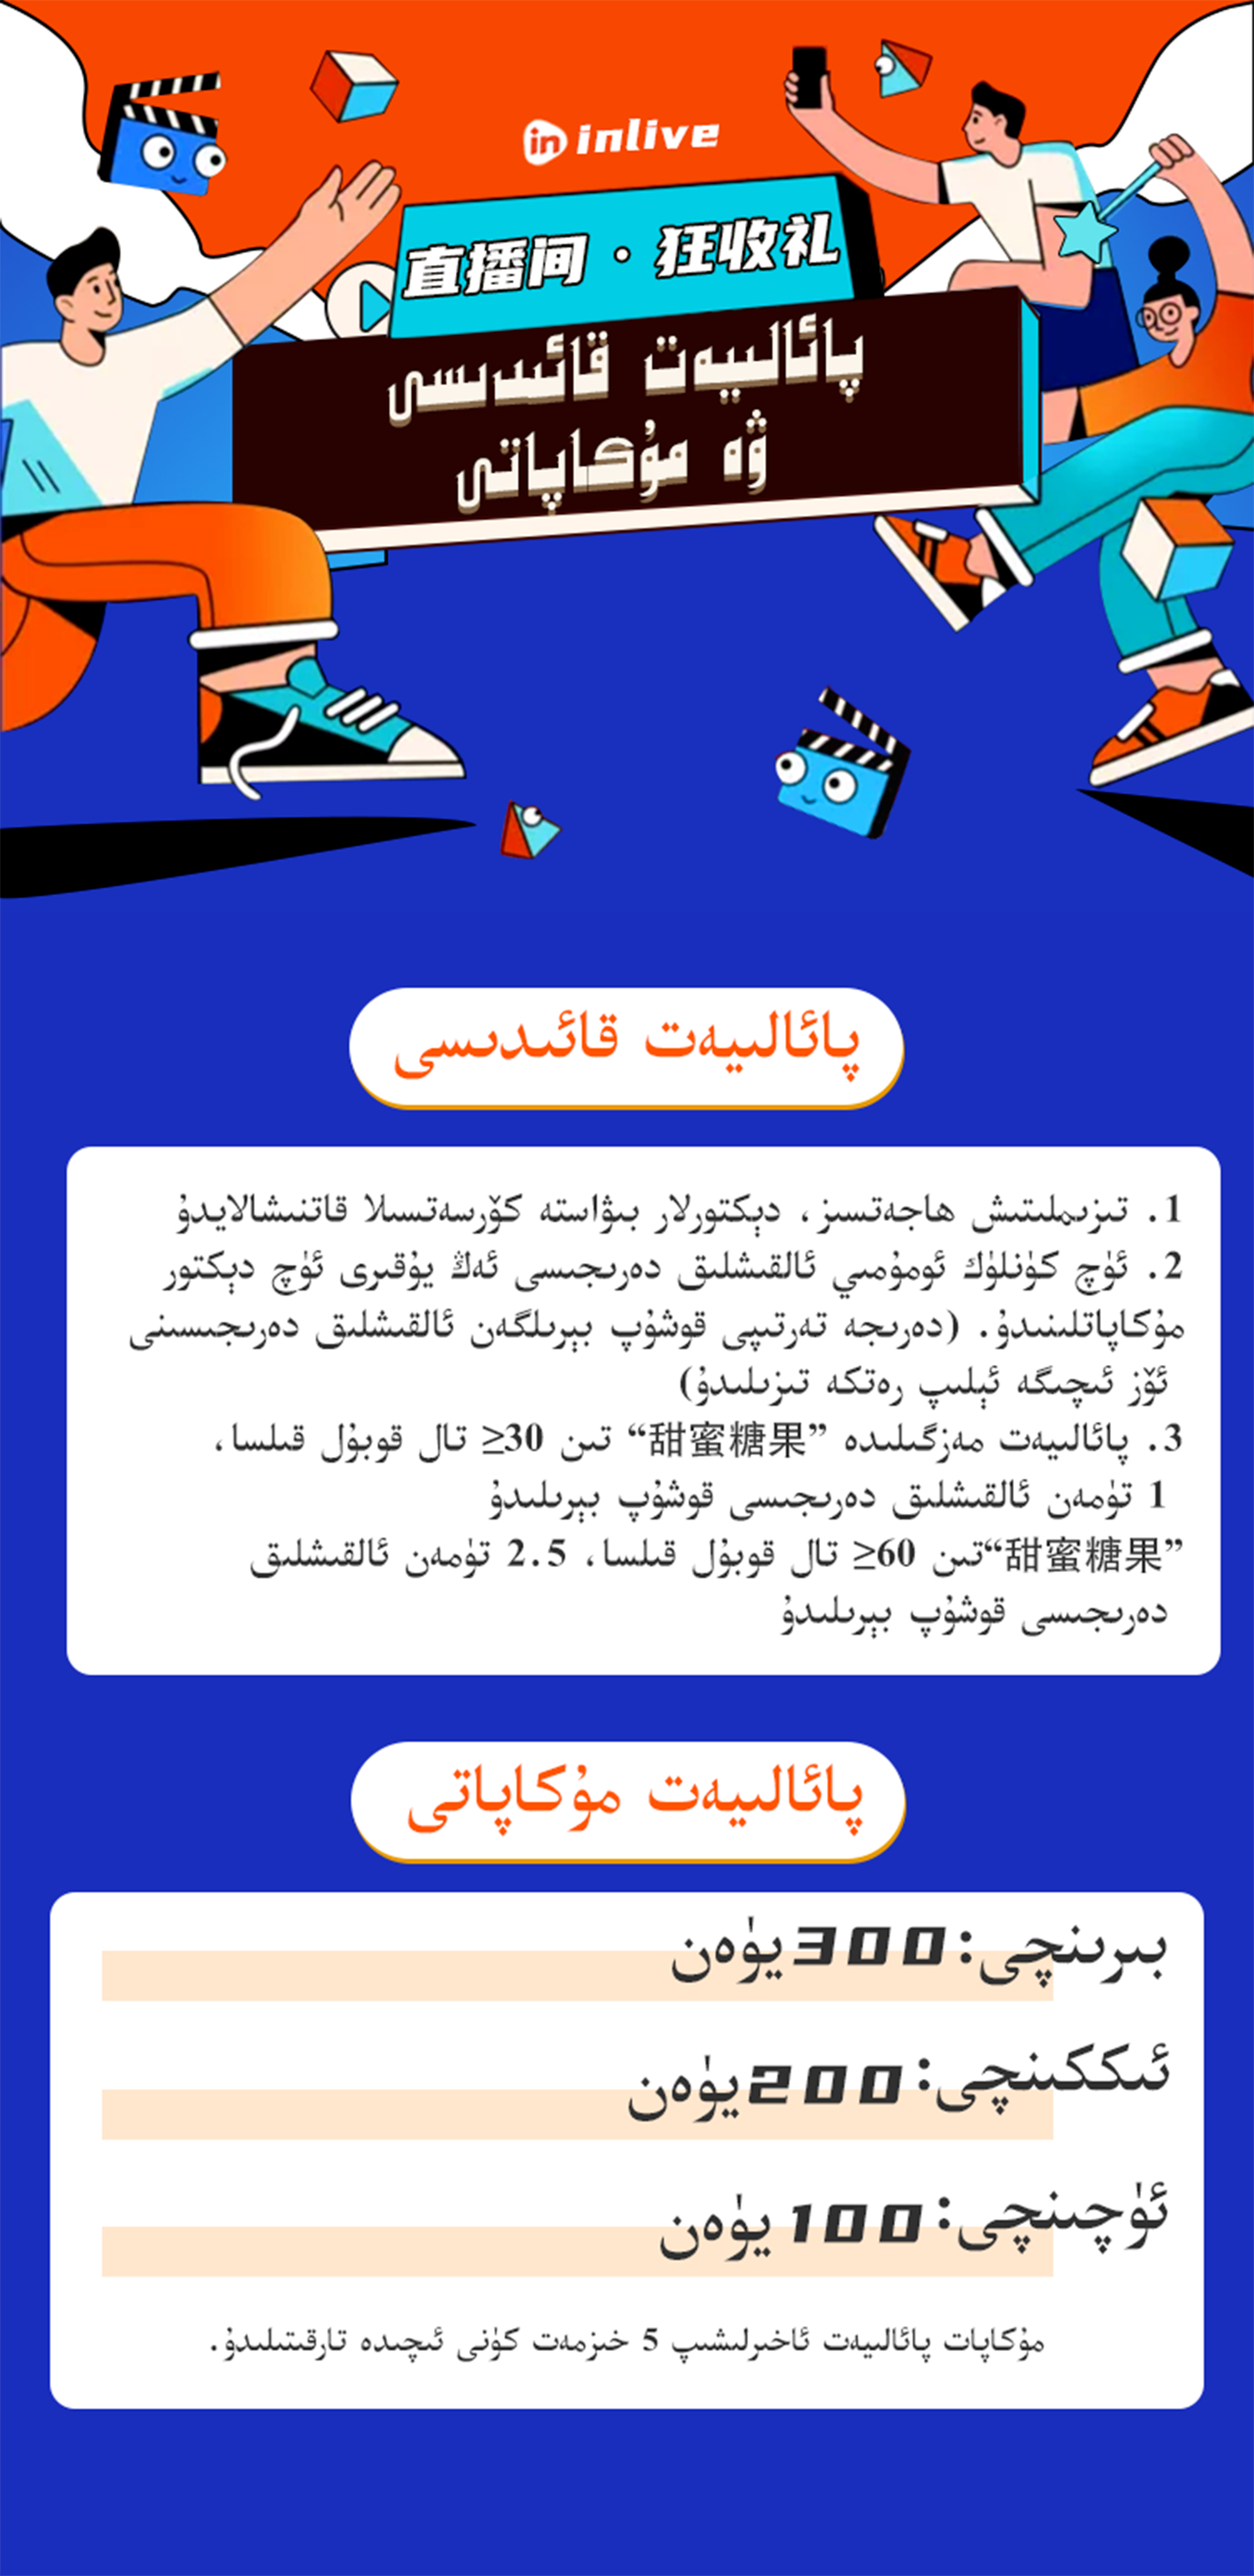 in inlive
直播间·狂收礼
پائالىيەت قائىدىسى
ۋە مۇكاپاتى
پائالىيەت قائىدىسى
1. تىزىملىتىش ھاجەتسىز، دېكتورلار بىۋاستە كۆرسەتسىلا قاتنىشالايدۇ
2. ئۈچ كۈنلۈك ئومۇمىي ئالقىشلىق دەرىجىسى ئەڭ يۇقىرى ئۈچ دېكتور
مۇكاپاتلىنىدۇ. (دەرىجە تەرتىپى قوشۇپ بېرىلگەن ئالقىشلىق دەرىجىسىنى
ئۆز ئىچىگە ئېلىپ رەتكە تىزىلىدۇ)
3. پائالىيەت مەزگىلىدە ”甜蜜糖果“ تىن 30≤ تال قوبۇل قىلسا،
1 تۈمەن ئالقىشلىق دەرىجىسى قوشۇپ بېرىلىدۇ
”甜蜜糖果“تىن 60≤ تال قوبۇل قىلسا، 2.5 تۈمەن ئالقىشلىق
دەرىجىسى قوشۇپ بېرىلىدۇ
پائالىيەت مۇكاپاتى
بىرىنچى:300يۈەن
ئىككىنچى:200يۈەن
ئۈچىنچى:100 يۈەن
مۇكاپات پائالىيەت ئاخىرلىشىپ 5 خىزمەت كۈنى ئىچىدە تارقىتىلىدۇ.